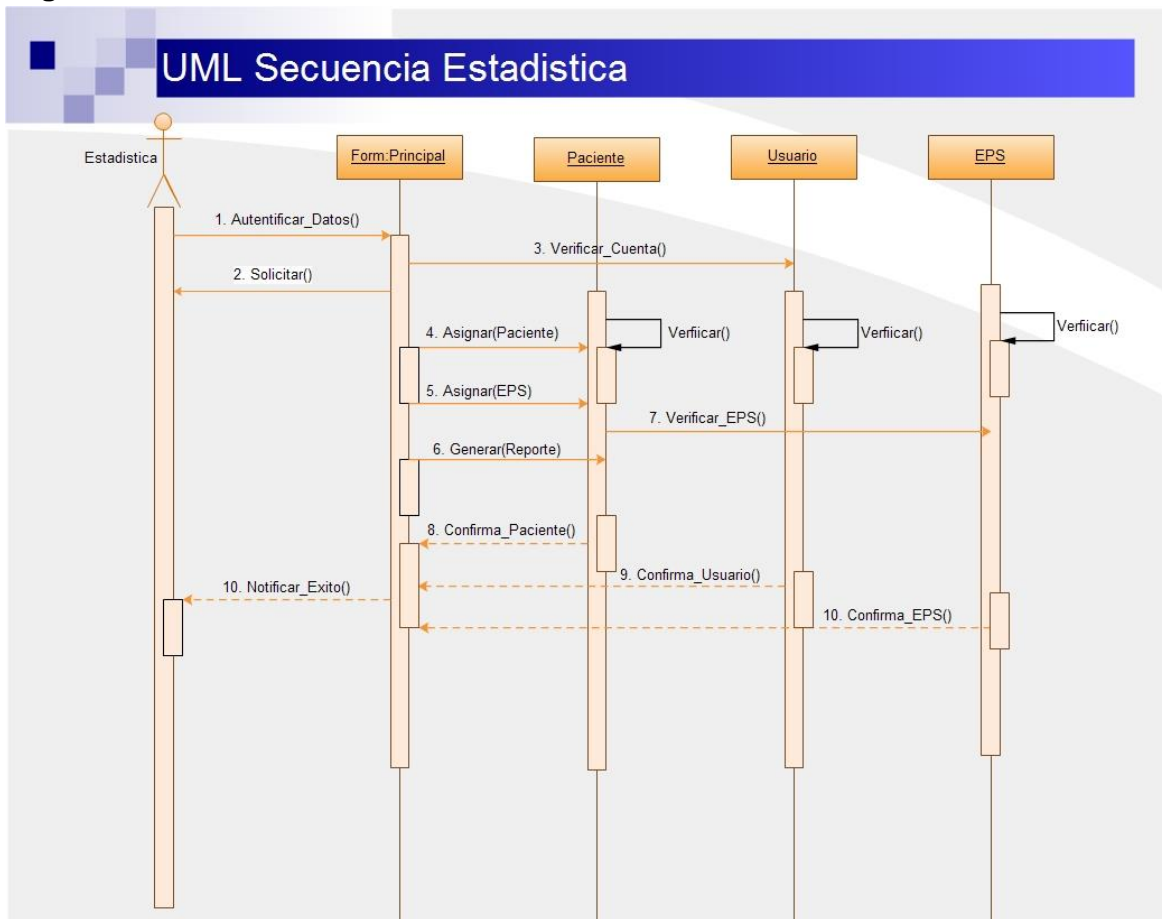 UML Secuencia Estadistica
Estadistica
Form:Principal
Paciente
Usuario
EPS
1. Autentificar_Datos()
3. Verificar_Cuenta()
2. Solicitar()
4. Asignar(Paciente)
Verfiicar()
Verfiicar()
Verfiicar()
5. Asignar(EPS)
7. Verificar_EPS()
6. Generar(Reporte)
8. Confirma_Paciente()
9. Confirma_Usuario()
10. Notificar_Exito()
10. Confirma_EPS()